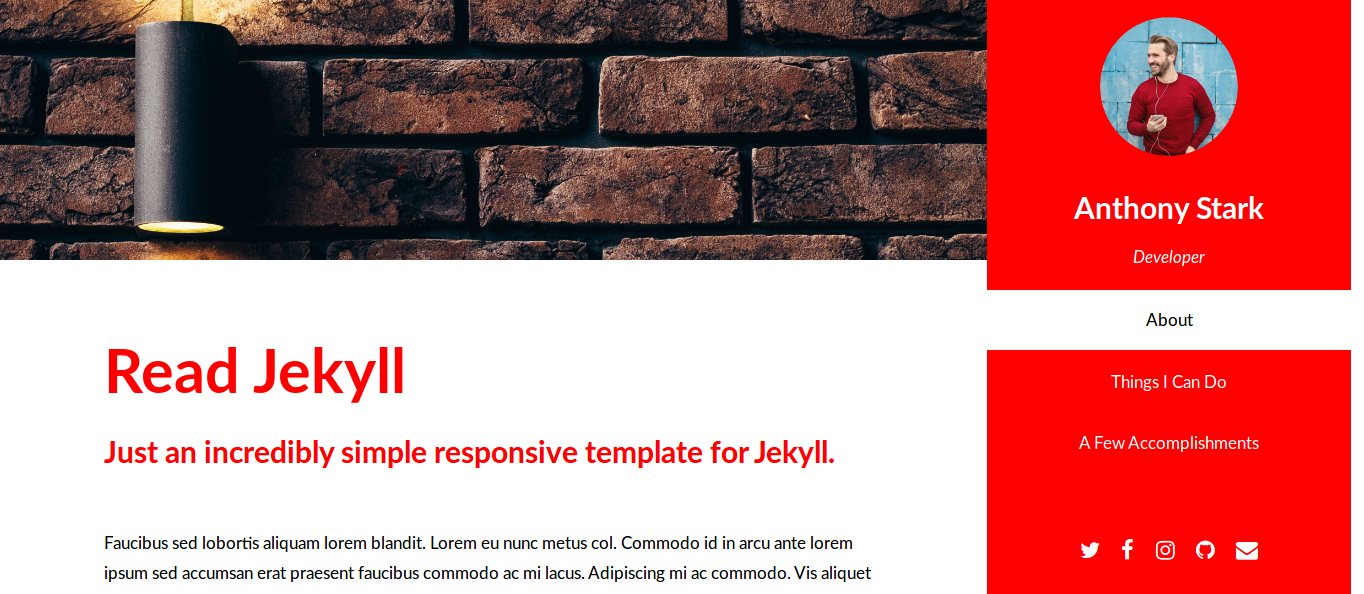 Read Jekyll
Just an incredibly simple responsive template for Jekyll.
Faucibus sed lobortis aliquam lorem blandit. Lorem eu nunc metus col. Commodo id in arcu ante lorem
ipsum sed accumsan erat praesent faucibus commodo ac mi lacus. Adipiscing mi ac commodo. Vis aliquet
Anthony Stark
Developer
About
Things I Can Do
A Few Accomplishments